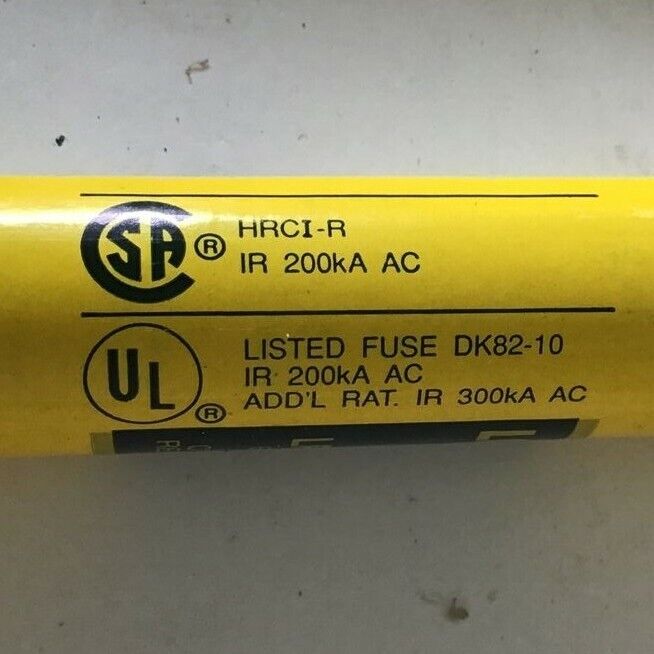 CSA ® HRCI-R
IR 200kA AC
UL ® LISTED FUSE DK82-10
IR 200kA AC
ADD'L RAT. IR 300kA AC